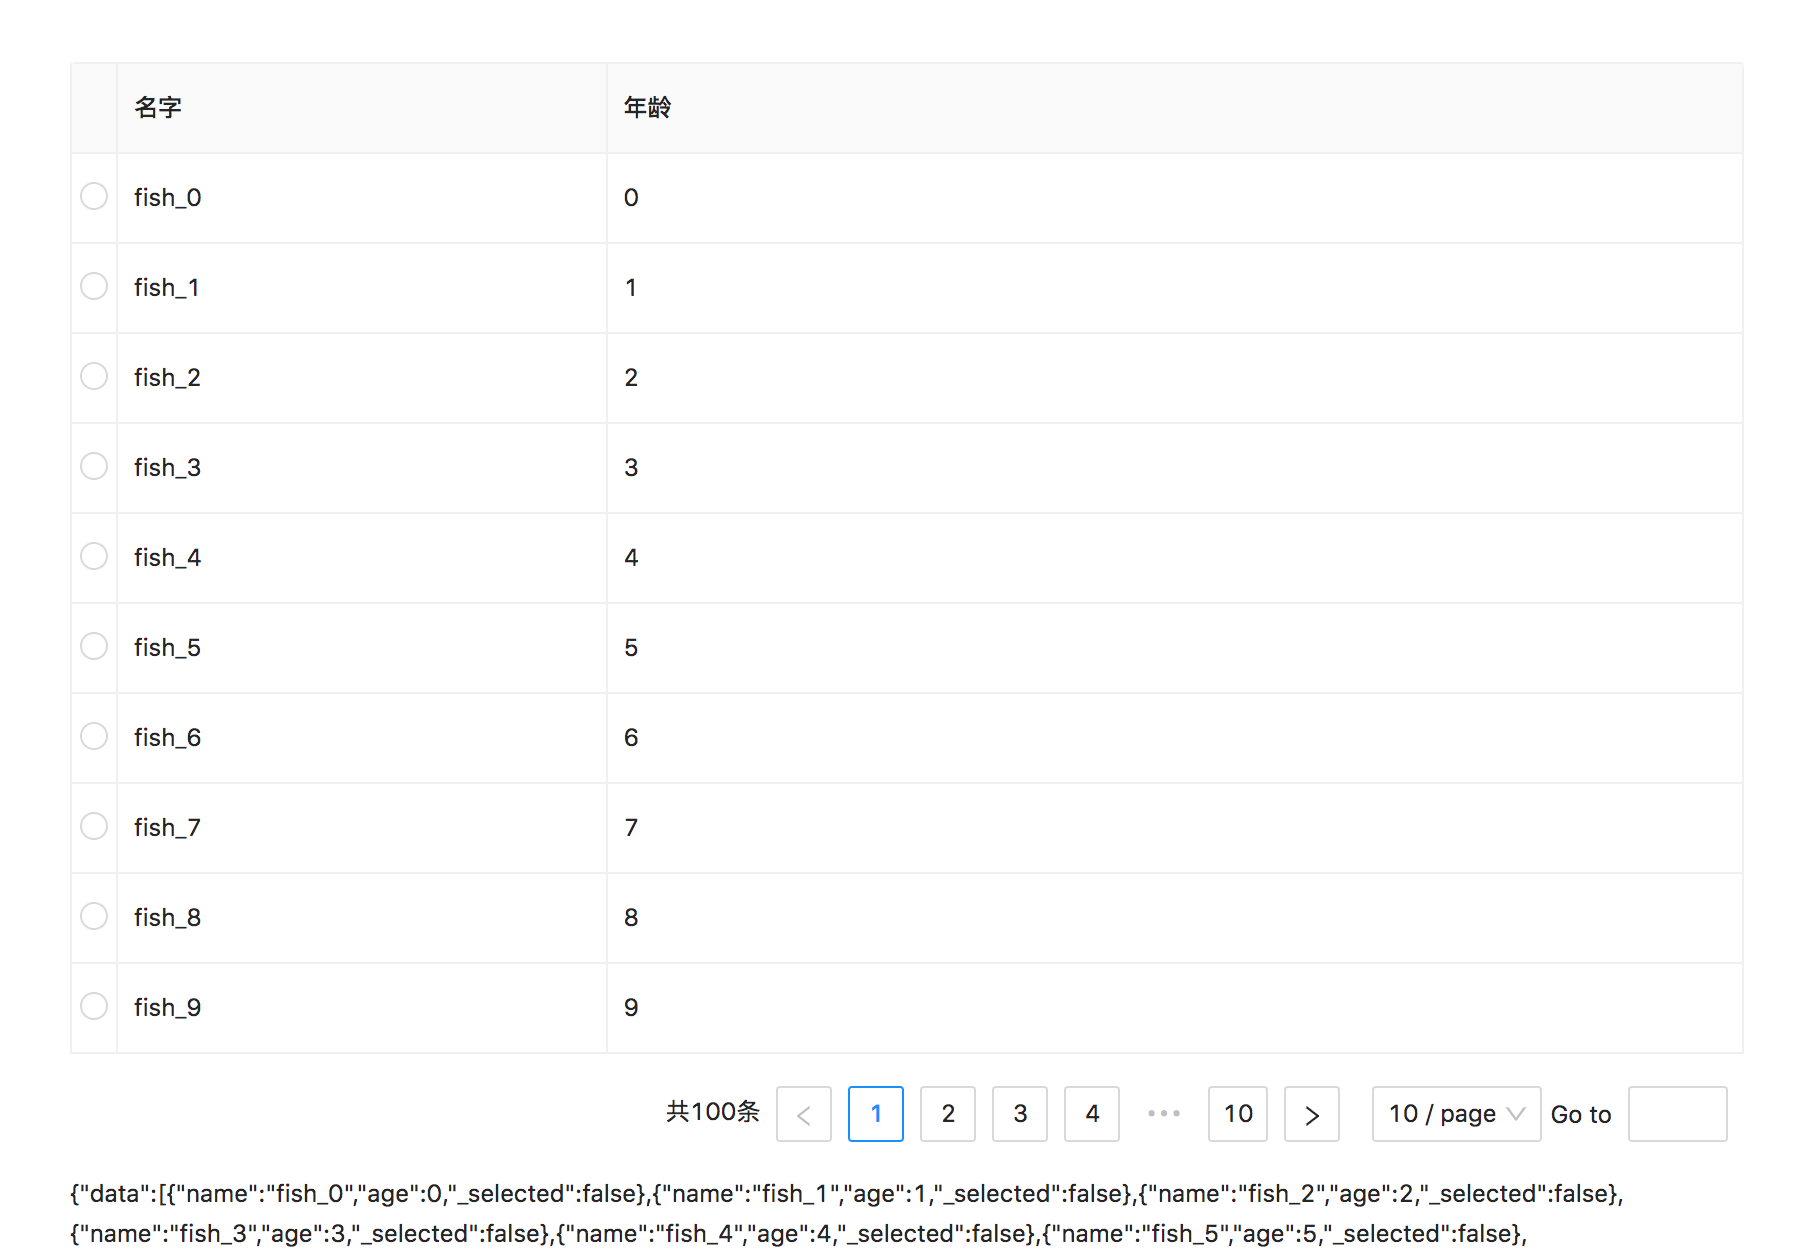 名字 年龄
fish_0 0
fish_1 1
fish_2 2
fish_3 3
fish_4 4
fish_5 5
fish_6 6
fish_7 7
fish_8 8
fish_9 9
共100条 < 1 2 3 4 ••• 10 > 10 / page Go to
{"data":[{"name":"fish_0","age":0,"_selected":false},{"name":"fish_1","age":1,"_selected":false},{"name":"fish_2","age":2,"_selected":false},
{"name":"fish_3","age":3,"_selected":false},{"name":"fish_4","age":4,"_selected":false},{"name":"fish_5","age":5,"_selected":false},